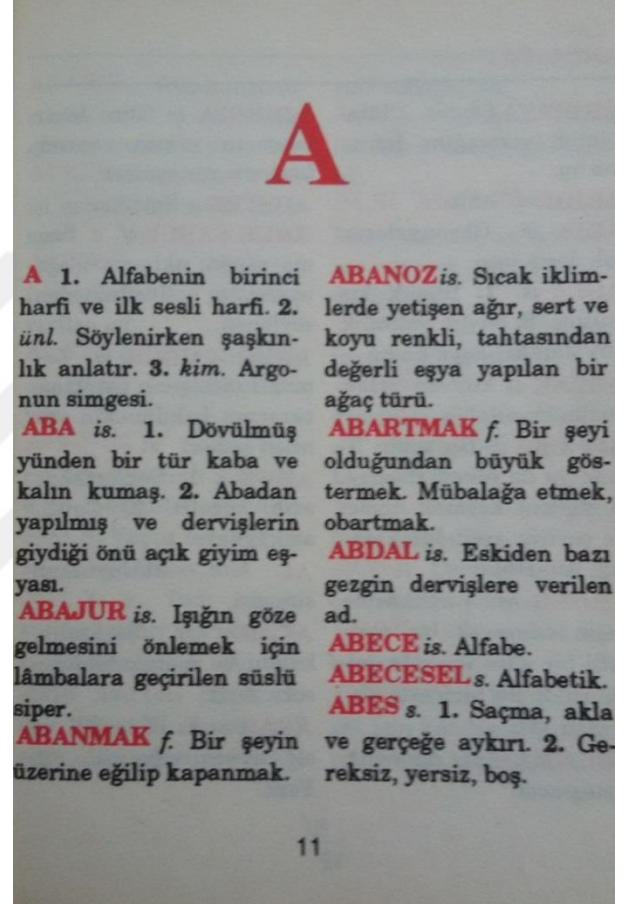 A
A 1. Alfabenin birinci
harfi ve ilk sesli harfi. 2.
ünl. Söylenirken şaşkın-
lık anlatır. 3. kim. Argo-
nun simgesi.
ABA is. 1. Dövülmüş
yünden bir tür kaba ve
kalın kumaş. 2. Abadan
yapılmış ve dervişlerin
giydiği önü açık giyim eş-
yası.
ABAJUR is. Işığın göze
gelmesini önlemek için
lâmbalara geçirilen süslü
siper.
ABANMAK f. Bir şeyin
üzerine eğilip kapanmak.
ABANOZ is. Sıcak iklim-
lerde yetişen ağır, sert ve
koyu renkli, tahtasından
değerli eşya yapılan bir
ağaç türü.
ABARTMAK f. Bir şeyi
olduğundan büyük gös-
termek. Mübalağa etmek,
obartmak.
ABDAL is. Eskiden bazı
gezgin dervişlere verilen
ad.
ABECE is. Alfabe.
ABECESEL s. Alfabetik.
ABES s. 1. Saçma, akla
ve gerçeğe aykırı. 2. Ge-
reksiz, yersiz, boş.
11